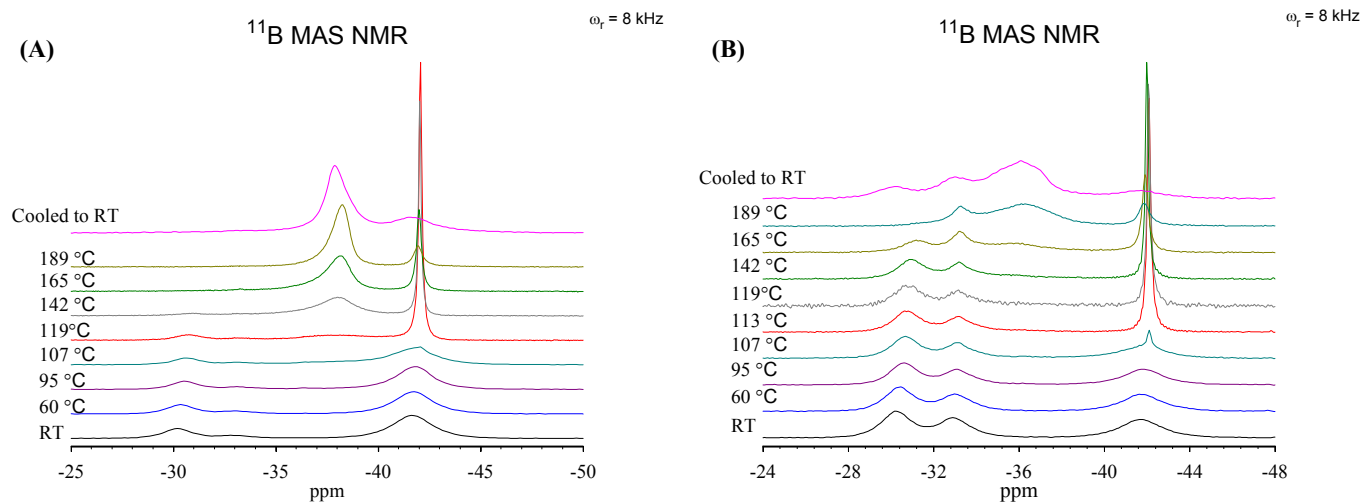 (A)
¹¹B MAS NMR
ωr = 8 kHz
Cooled to RT
189 °C
165 °C
142 °C
119°C
107 °C
95 °C
60 °C
RT
-25 -30 -35 -40 -45 -50
ppm
(B)
¹¹B MAS NMR
ωr = 8 kHz
Cooled to RT
189 °C
165 °C
142 °C
119°C
113 °C
107 °C
95 °C
60 °C
RT
-24 -28 -32 -36 -40 -44 -48
ppm